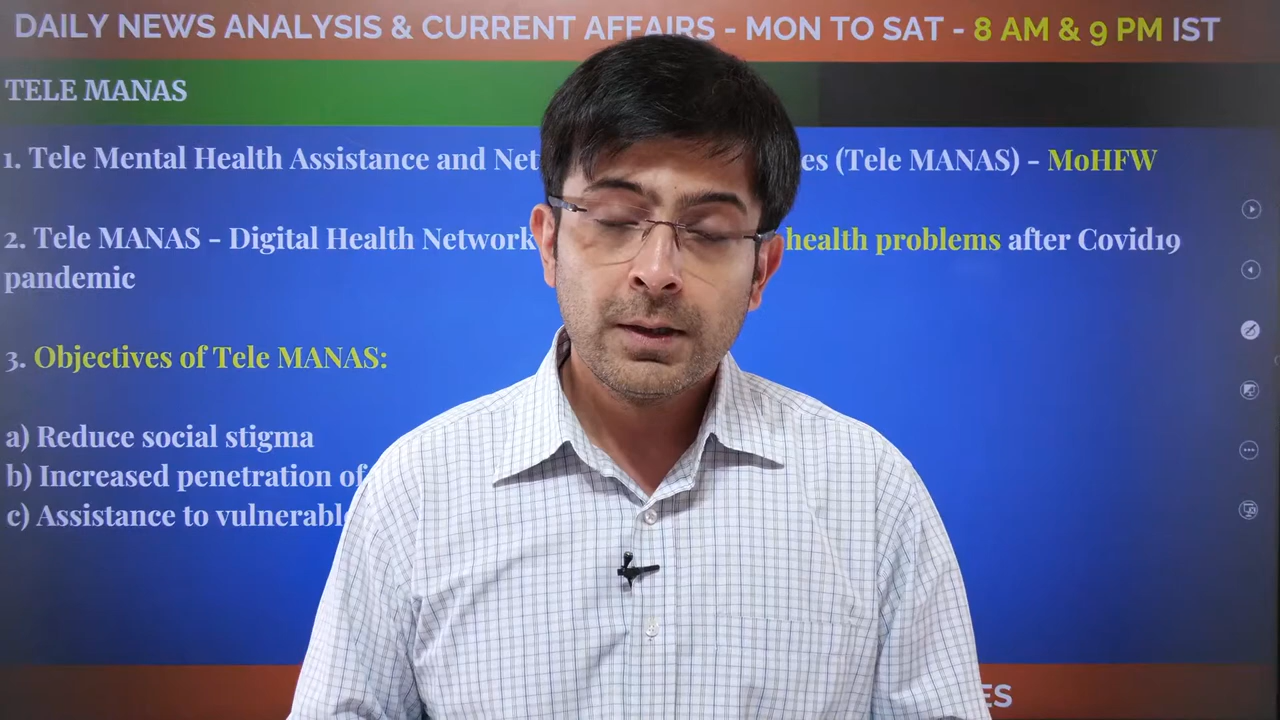 DAILY NEWS ANALYSIS & CURRENT AFFAIRS - MON TO SAT - 8 AM & 9 PM IST
TELE MANAS
1. Tele Mental Health Assistance and Net es (Tele MANAS) - MoHFW
2. Tele MANAS - Digital Health Network health problems after Covid19
pandemic
3. Objectives of Tele MANAS:
a) Reduce social stigma
b) Increased penetration of
c) Assistance to vulnerable
ES